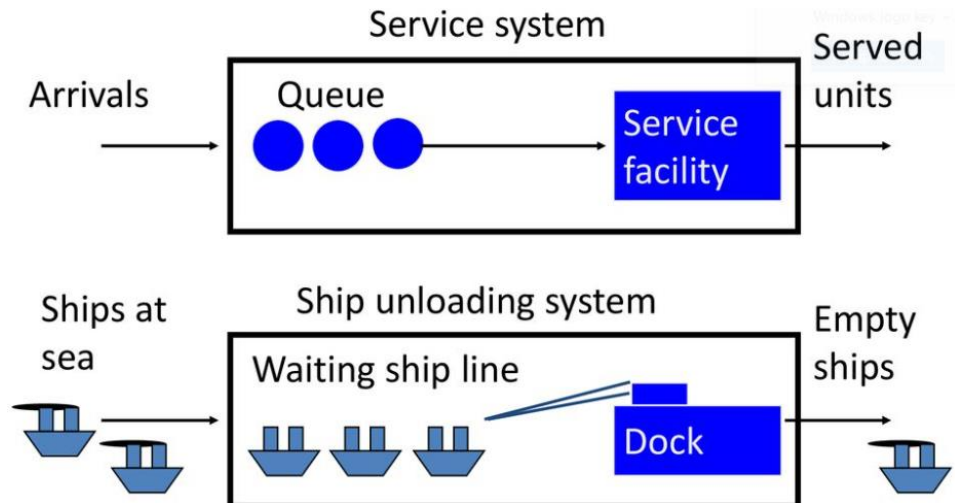 Service system
Arrivals
Queue
Service
facility
Served
units
Ship unloading system
Ships at
sea
Waiting ship line
Dock
Empty
ships